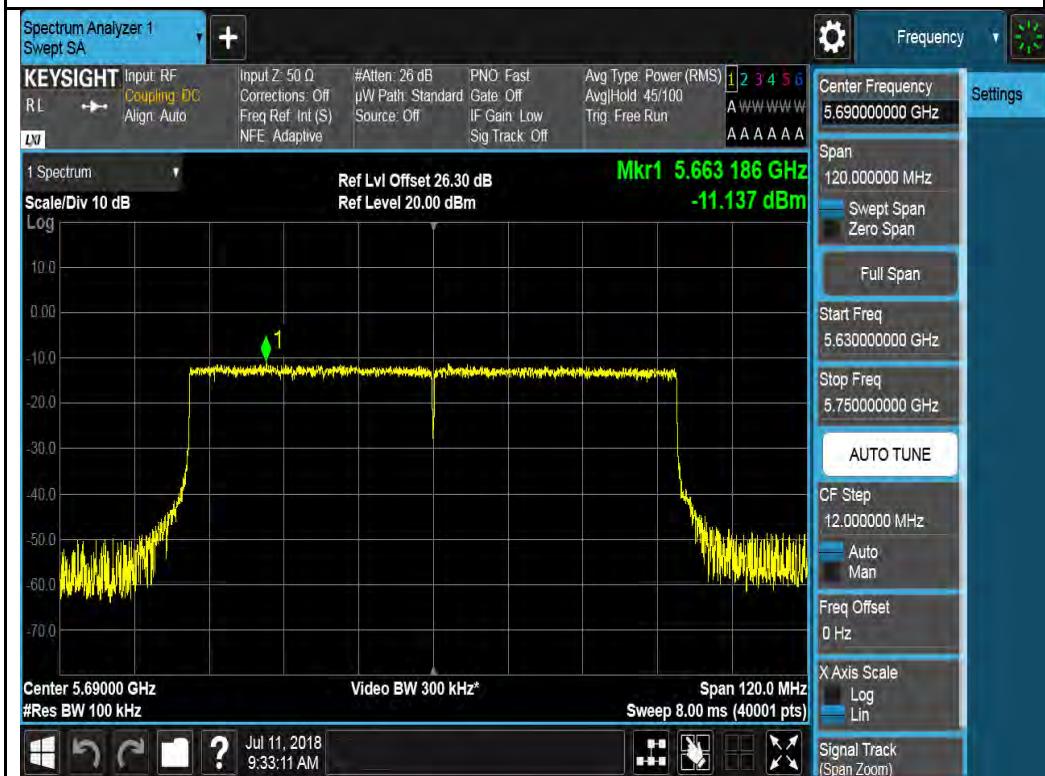 Spectrum Analyzer 1
Swept SA
+
Frequency
KEYSIGHT
RL
LXI
Input: RF
Coupling: DC
Align: Auto
Input Z: 50 Ω
Corrections: Off
Freq Ref: Int (S)
NFE: Adaptive
#Atten: 26 dB
µW Path: Standard
Source: Off
PNO: Fast
Gate: Off
IF Gain: Low
Sig Track: Off
Avg Type: Power (RMS)
Avg|Hold: 45/100
Trig: Free Run
1 2 3 4 5 6
A W W W W W
A A A A A A
1 Spectrum
Scale/Div 10 dB
Ref Lvl Offset 26.30 dB
Ref Level 20.00 dBm
Mkr1 5.663 186 GHz
-11.137 dBm
Log
10.0
0.00
-10.0
-20.0
-30.0
-40.0
-50.0
-60.0
-70.0
1
Center 5.69000 GHz
#Res BW 100 kHz
Video BW 300 kHz*
Span 120.0 MHz
Sweep 8.00 ms (40001 pts)
?
Jul 11, 2018
9:33:11 AM
Center Frequency
5.690000000 GHz
Settings
Span
120.000000 MHz
Swept Span
Zero Span
Full Span
Start Freq
5.630000000 GHz
Stop Freq
5.750000000 GHz
AUTO TUNE
CF Step
12.000000 MHz
Auto
Man
Freq Offset
0 Hz
X Axis Scale
Log
Lin
Signal Track
(Span Zoom)